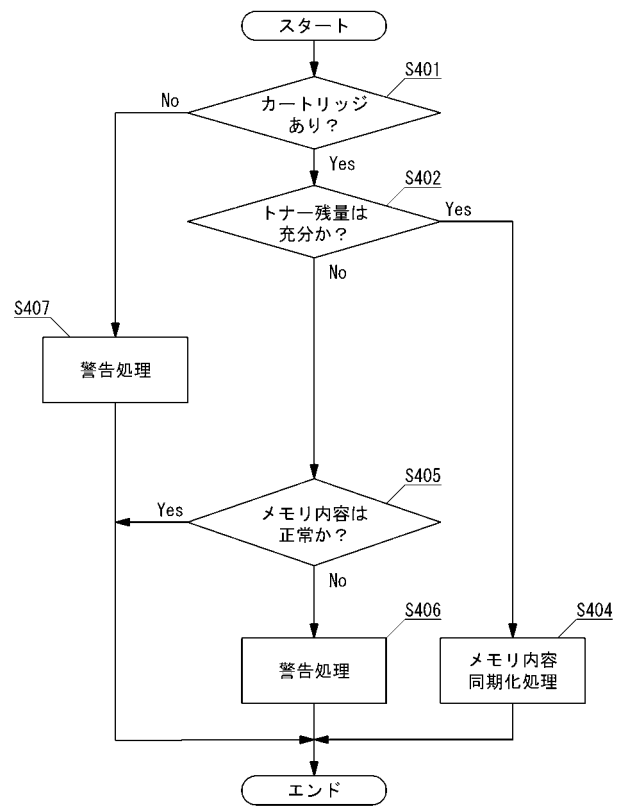 スタート
S401
カートリッジ
あり？
No
Yes
S402
トナー残量は
充分か？
Yes
No
S407
警告処理
S405
メモリ内容は
正常か？
Yes
No
S406
警告処理
S404
メモリ内容
同期化処理
エンド